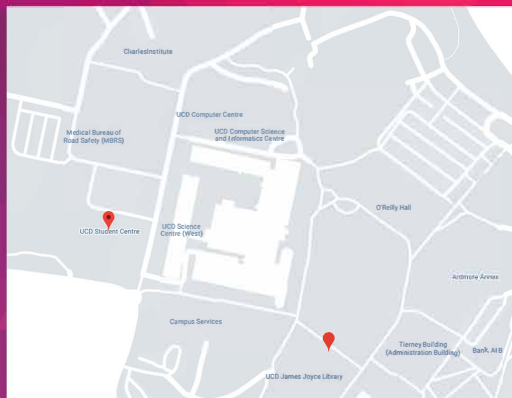 CharlesInstitute
UCD Computer Centre
UCD Computer Science
and Informatics Centre
Medical Bureau of
Road Safety (MBRS)
O'Reilly Hall
UCD Student Centre
UCD Science
Centre (West)
Ardmore Annex
Campus Services
Tierney Building
(Administration Building)
Bank, AIB
UCD James Joyce Library